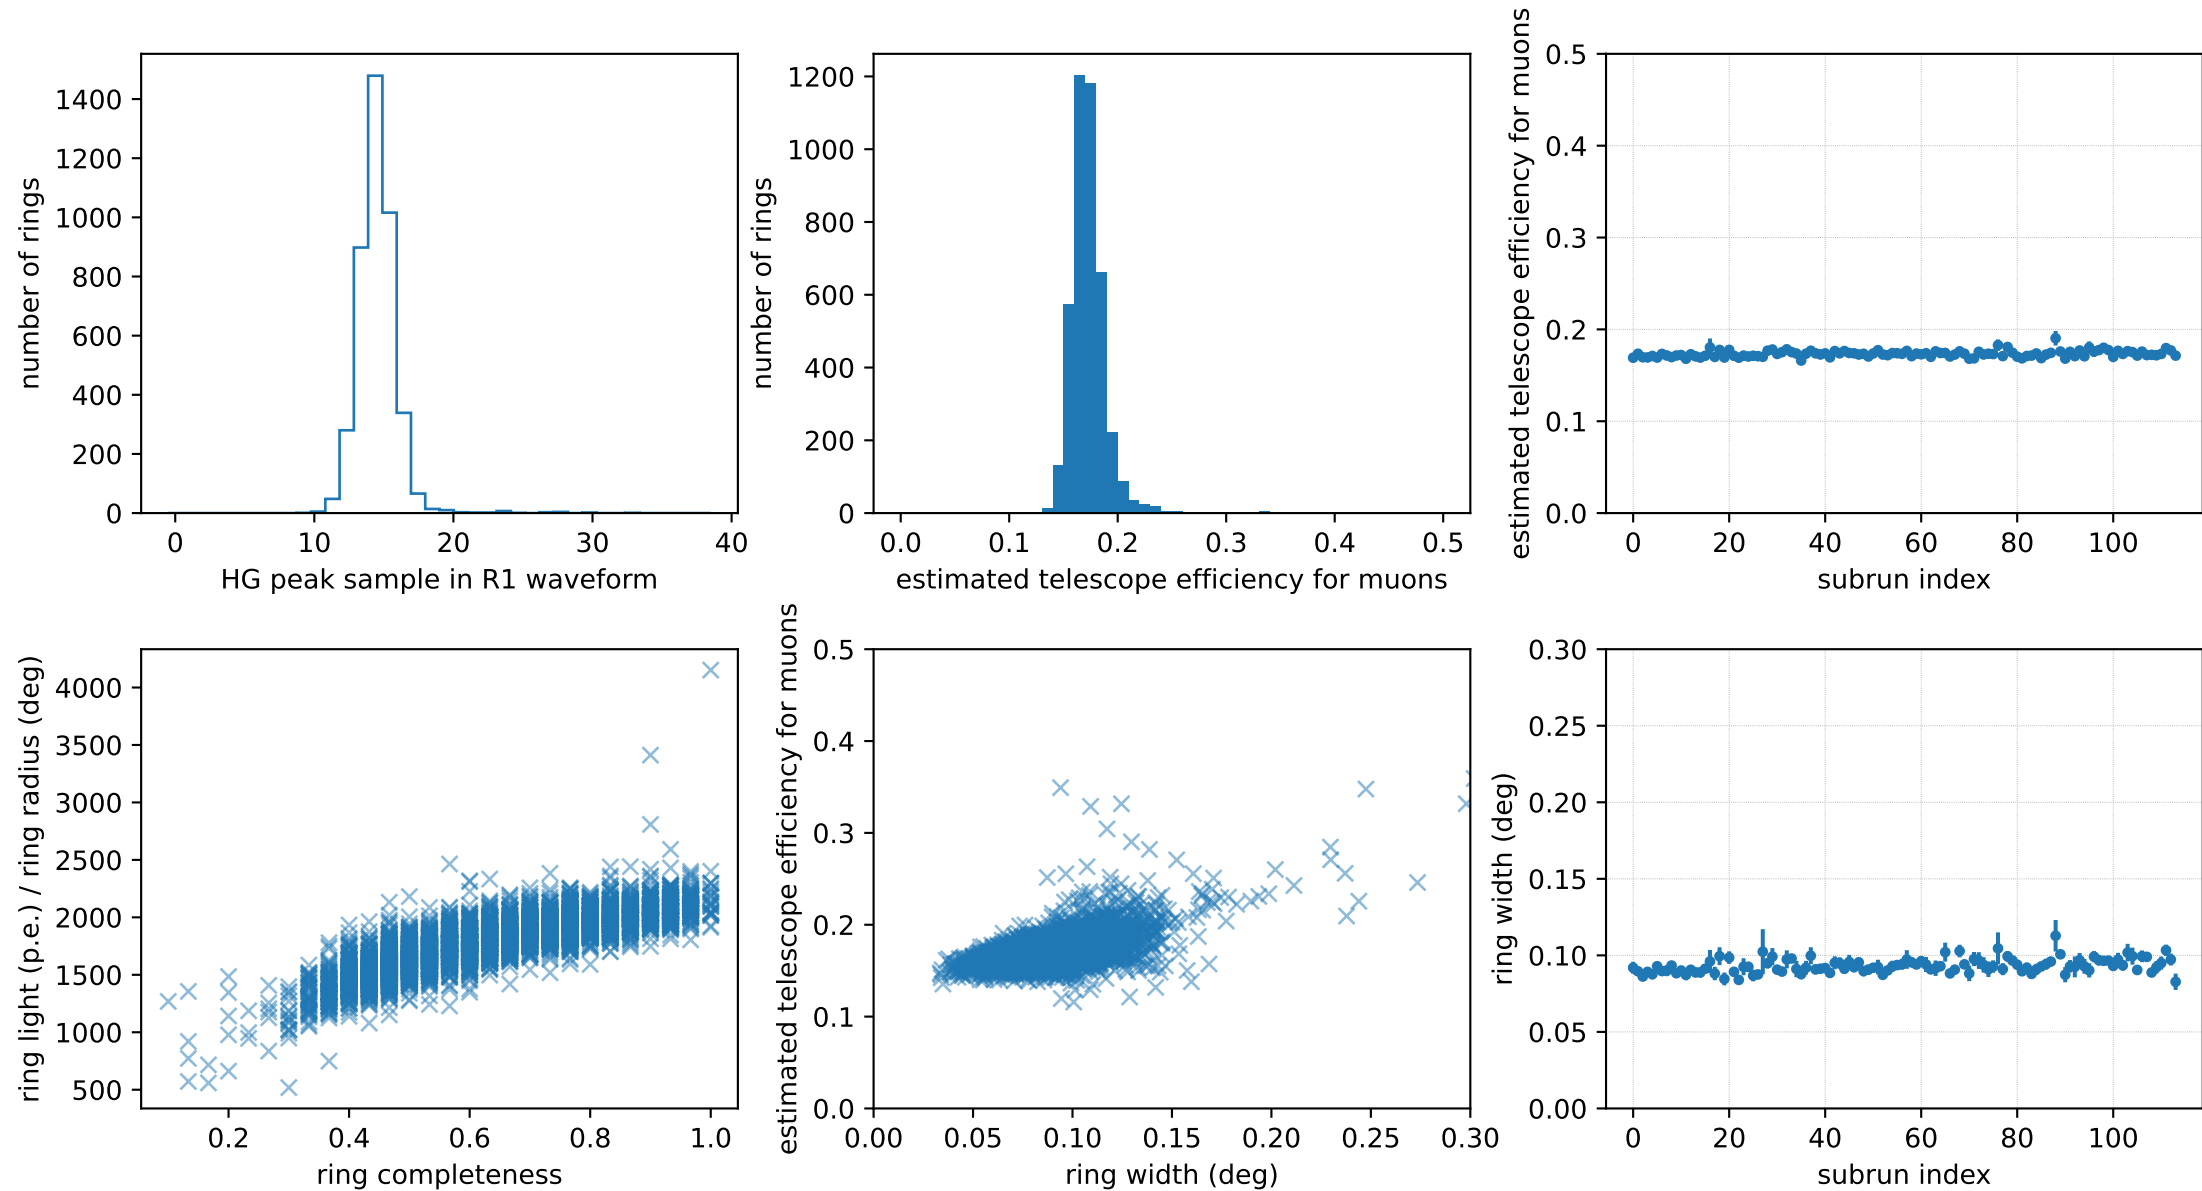 number of rings
1400
1200
1000
800
600
400
200
0
0 10 20 30 40
HG peak sample in R1 waveform
number of rings
1200
1000
800
600
400
200
0
0.0 0.1 0.2 0.3 0.4 0.5
estimated telescope efficiency for muons
estimated telescope efficiency for muons
0.5
0.4
0.3
0.2
0.1
0.0
0 20 40 60 80 100
subrun index
ring light (p.e.) / ring radius (deg)
4000
3500
3000
2500
2000
1500
1000
500
0.2 0.4 0.6 0.8 1.0
ring completeness
estimated telescope efficiency for muons
0.5
0.4
0.3
0.2
0.1
0.0
0.00 0.05 0.10 0.15 0.20 0.25 0.30
ring width (deg)
ring width (deg)
0.30
0.25
0.20
0.15
0.10
0.05
0.00
0 20 40 60 80 100
subrun index